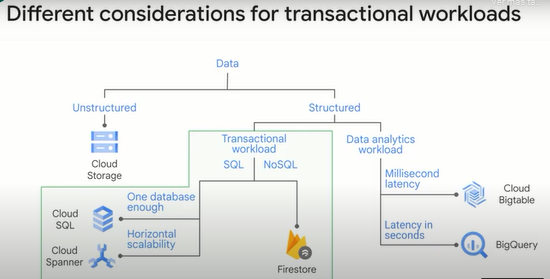 Different considerations for transactional workloads
Data
Unstructured
Structured
Cloud
Storage
Transactional
workload
SQL NoSQL
Data analytics
workload
One database
enough
Cloud
SQL
Horizontal
scalability
Cloud
Spanner
Firestore
Millisecond
latency
Cloud
Bigtable
Latency in
seconds
BigQuery